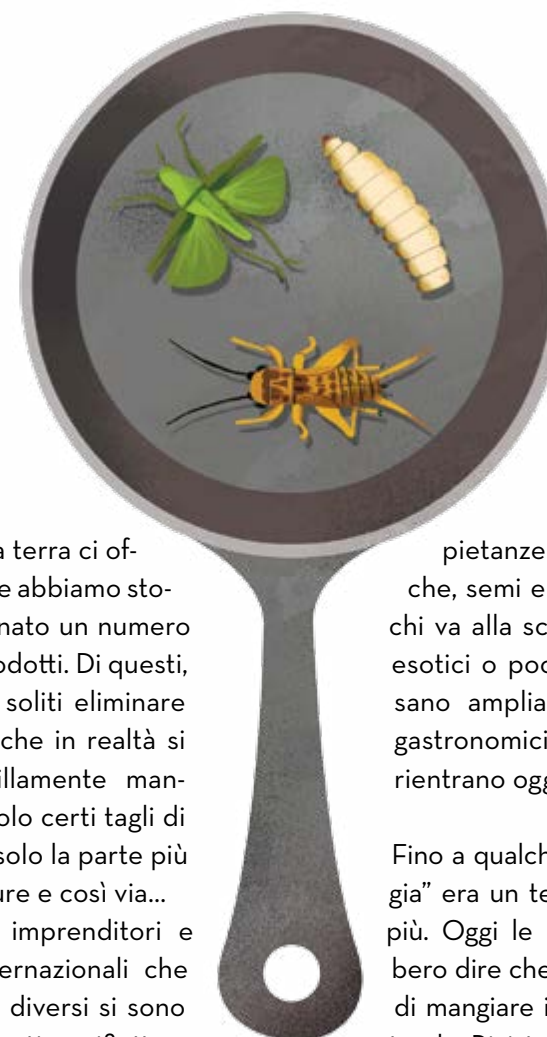 a terra ci of-
e abbiamo sto-
nato un numero
odotti. Di questi,
soliti eliminare
che in realtà si
illamente man-
olo certi tagli di
solo la parte più
ure e così via...
imprenditori e
ernazionali che
diversi si sono
pietanze
che, semi e
chi va alla sc
esotici o poc
sano amplia
gastronomici
rientrano ogg
Fino a qualch
gia” era un te
più. Oggi le
bero dire che
di mangiare i